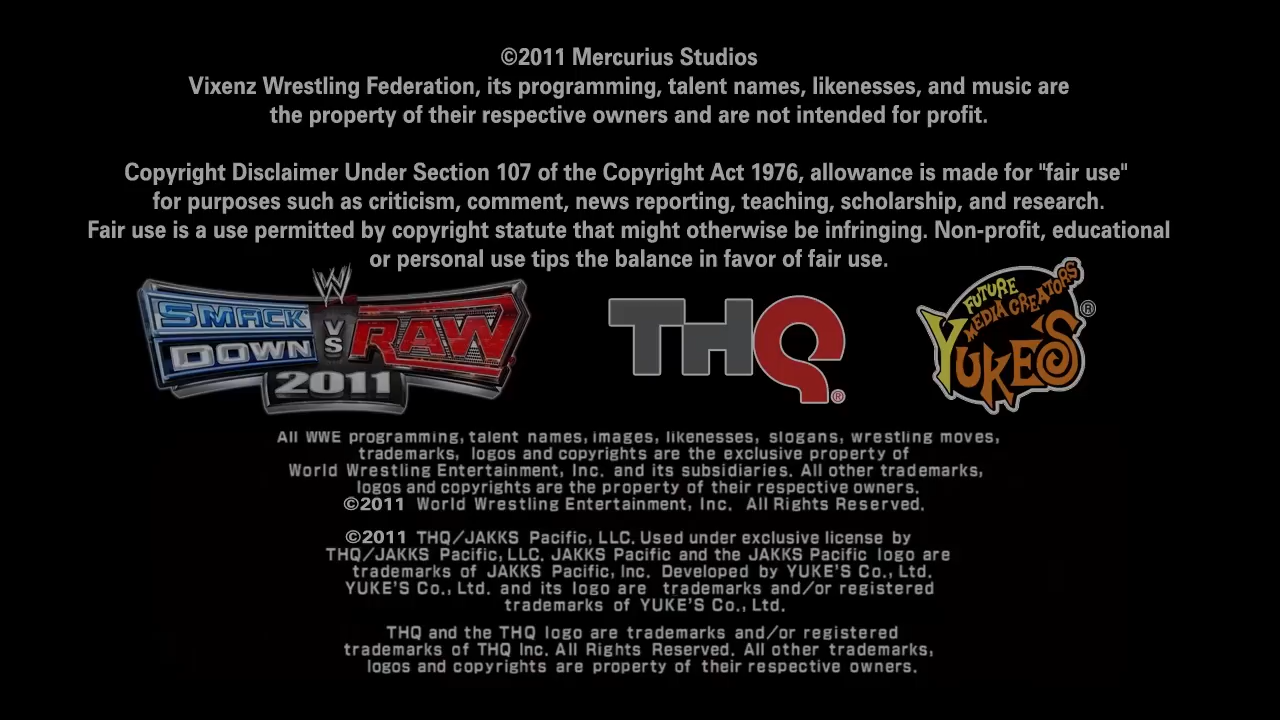 ©2011 Mercurius Studios
Vixenz Wrestling Federation, its programming, talent names, likenesses, and music are
the property of their respective owners and are not intended for profit.
Copyright Disclaimer Under Section 107 of the Copyright Act 1976, allowance is made for "fair use"
for purposes such as criticism, comment, news reporting, teaching, scholarship, and research.
Fair use is a use permitted by copyright statute that might otherwise be infringing. Non-profit, educational
or personal use tips the balance in favor of fair use.
W
SMACK
DOWN
VS
RAW
2011
THQ®
FUTURE
MEDIA CREATORS
YUKE'S®
All WWE programming, talent names, images, likenesses, slogans, wrestling moves,
trademarks, logos and copyrights are the exclusive property of
World Wrestling Entertainment, Inc. and its subsidiaries. All other trademarks,
logos and copyrights are the property of their respective owners.
©2011 World Wrestling Entertainment, Inc. All Rights Reserved.
©2011 THQ/JAKKS Pacific, LLC. Used under exclusive license by
THQ/JAKKS Pacific, LLC. JAKKS Pacific and the JAKKS Pacific logo are
trademarks of JAKKS Pacific, Inc. Developed by YUKE'S Co., Ltd.
YUKE'S Co., Ltd. and its logo are trademarks and/or registered
trademarks of YUKE'S Co., Ltd.
THQ and the THQ logo are trademarks and/or registered
trademarks of THQ Inc. All Rights Reserved. All other trademarks,
logos and copyrights are property of their respective owners.